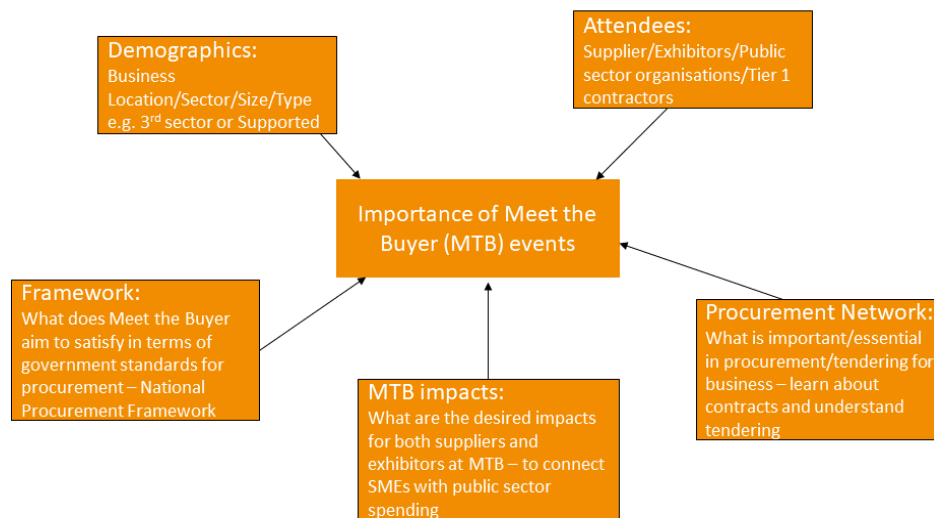 Demographics:
Business
Location/Sector/Size/Type
e.g. 3rd sector or Supported
Attendees:
Supplier/Exhibitors/Public
sector organisations/Tier 1
contractors
Importance of Meet the
Buyer (MTB) events
Framework:
What does Meet the Buyer
aim to satisfy in terms of
government standards for
procurement – National
Procurement Framework
MTB impacts:
What are the desired impacts
for both suppliers and
exhibitors at MTB – to connect
SMEs with public sector
spending
Procurement Network:
What is important/essential
in procurement/tendering for
business – learn about
contracts and understand
tendering